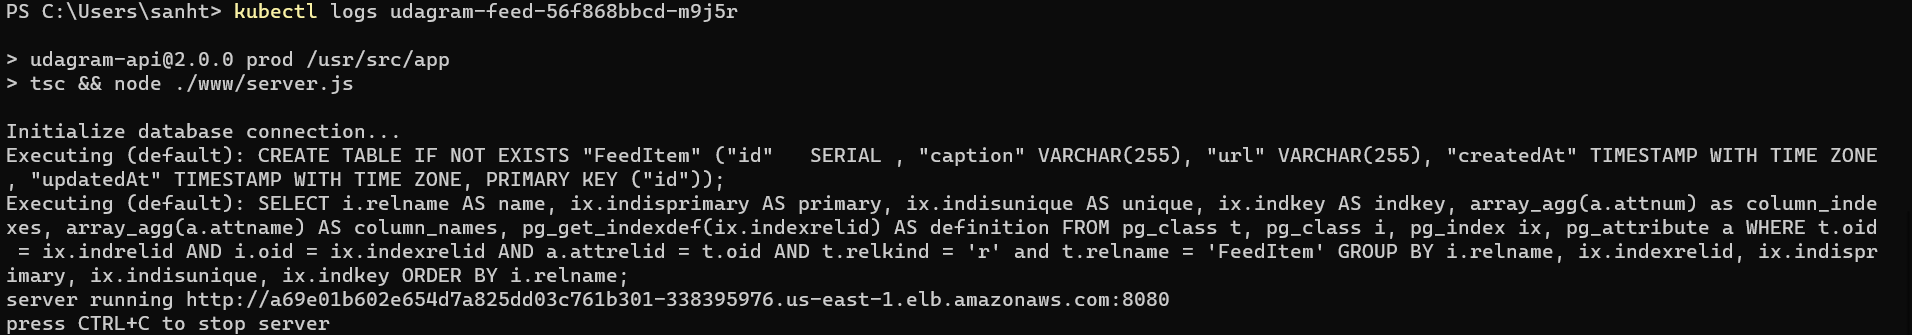 PS C:\Users\sanht> kubectl logs udagram-feed-56f868bbcd-m9j5r
> udagram-api@2.0.0 prod /usr/src/app
> tsc && node ./www/server.js
Initialize database connection...
Executing (default): CREATE TABLE IF NOT EXISTS "FeedItem" ("id"   SERIAL , "caption" VARCHAR(255), "url" VARCHAR(255), "createdAt" TIMESTAMP WITH TIME ZONE
, "updatedAt" TIMESTAMP WITH TIME ZONE, PRIMARY KEY ("id"));
Executing (default): SELECT i.relname AS name, ix.indisprimary AS primary, ix.indisunique AS unique, ix.indkey AS indkey, array_agg(a.attnum) as column_inde
xes, array_agg(a.attname) AS column_names, pg_get_indexdef(ix.indexrelid) AS definition FROM pg_class t, pg_class i, pg_index ix, pg_attribute a WHERE t.oid
 = ix.indrelid AND i.oid = ix.indexrelid AND a.attrelid = t.oid AND t.relkind = 'r' and t.relname = 'FeedItem' GROUP BY i.relname, ix.indexrelid, ix.indispr
imary, ix.indisunique, ix.indkey ORDER BY i.relname;
server running http://a69e01b602e654d7a825dd03c761b301-338395976.us-east-1.elb.amazonaws.com:8080
press CTRL+C to stop server